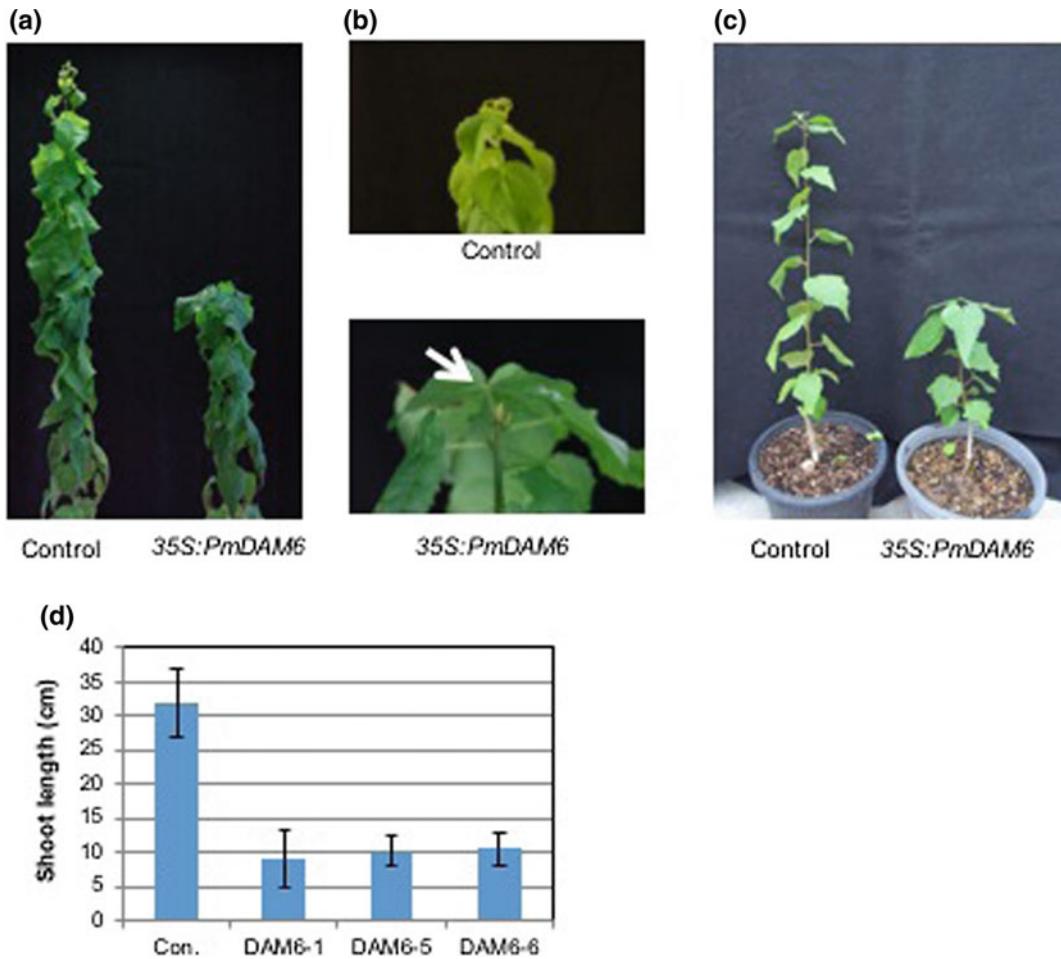 (a)
(b)
(c)
Control
Control 35S:PmDAM6
35S:PmDAM6
Control 35S:PmDAM6
(d)
Shoot length (cm)
40
35
30
25
20
15
10
5
0
Con. DAM6-1 DAM6-5 DAM6-6